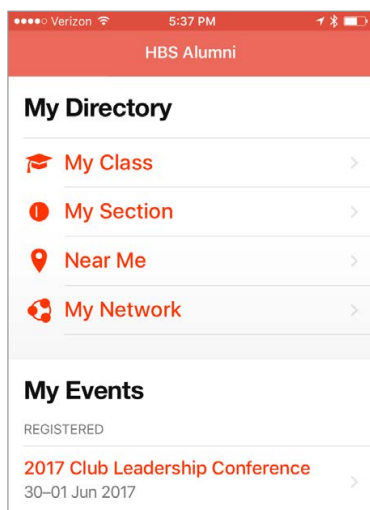 Verizon 5:37 PM
HBS Alumni
My Directory
My Class
My Section
Near Me
My Network
My Events
REGISTERED
2017 Club Leadership Conference
30–01 Jun 2017